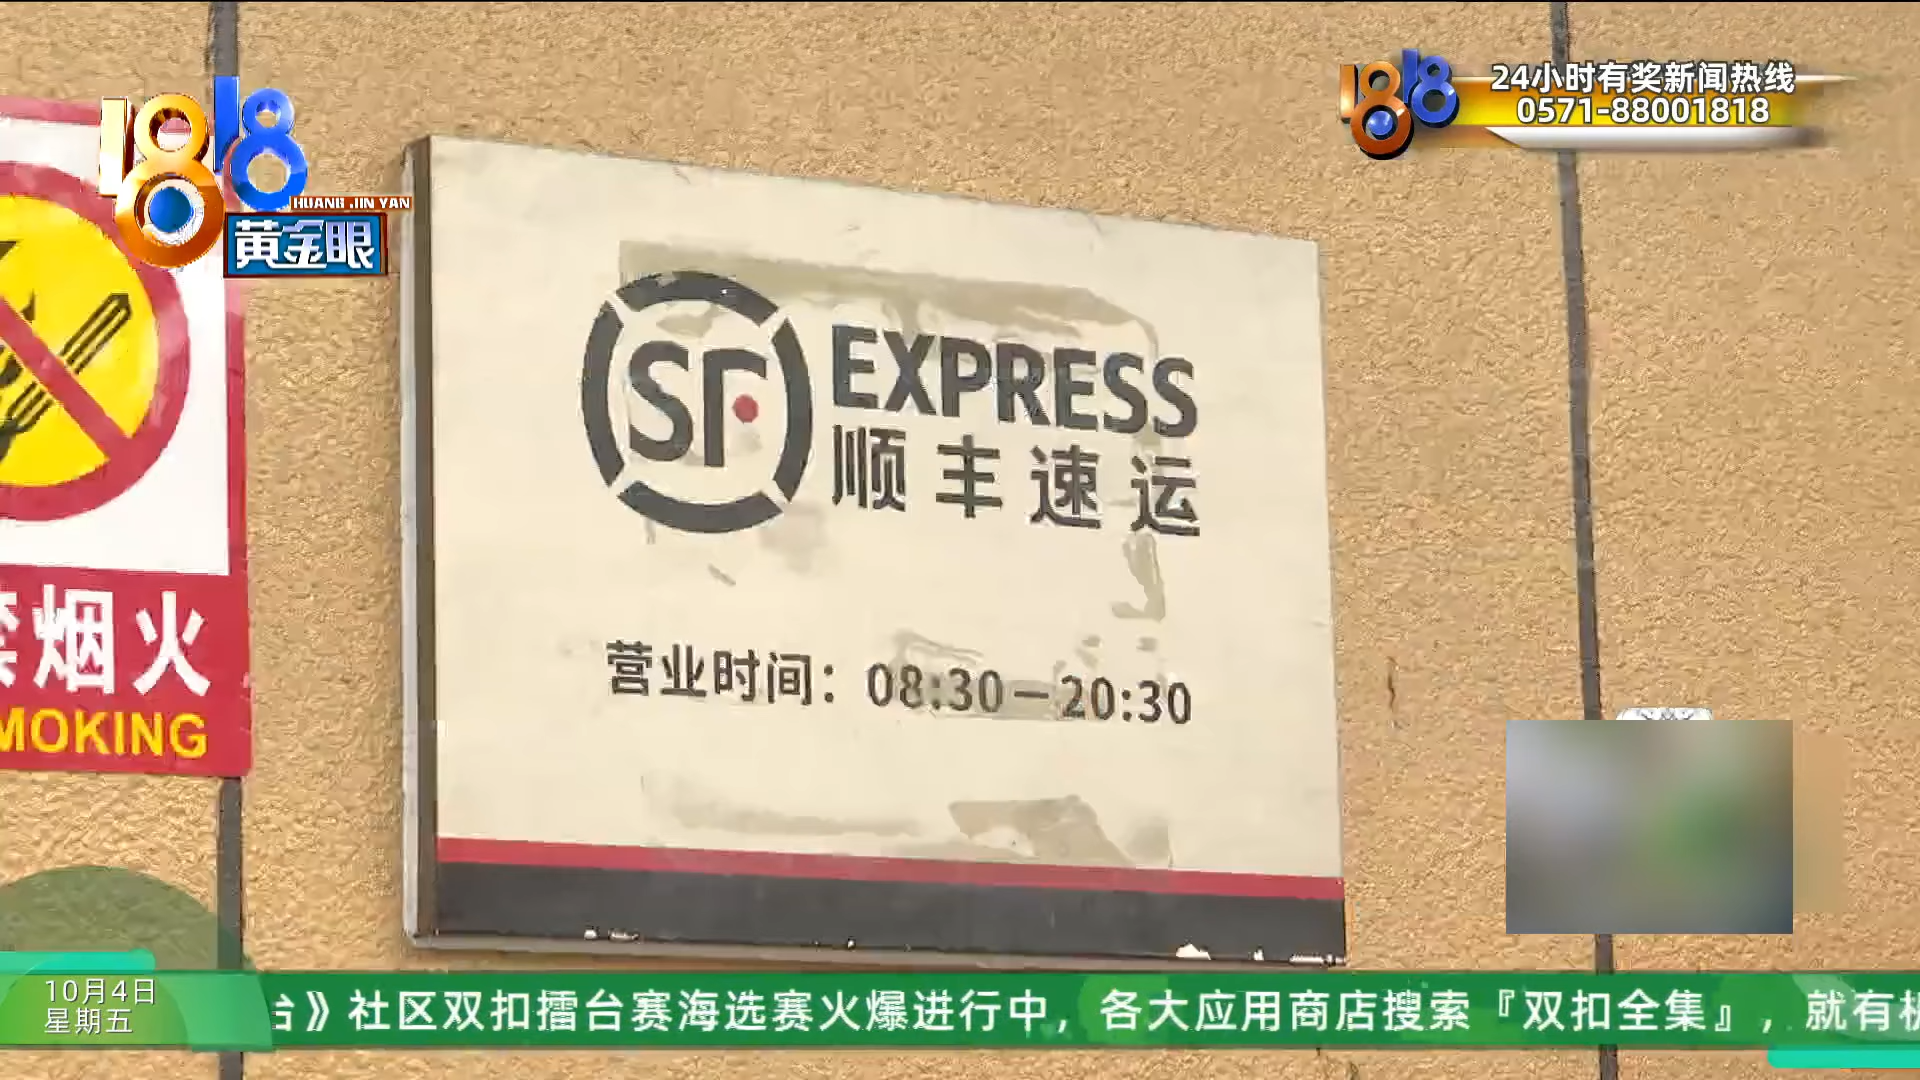 1818
HUANG JIN YAN
黄金眼
24小时有奖新闻热线
0571-88001818
SF EXPRESS
顺丰速运
营业时间：08:30－20:30
烟火
MOKING
10月4日
星期五
台》社区双扣擂台赛海选赛火爆进行中，各大应用商店搜索『双扣全集』，就有机